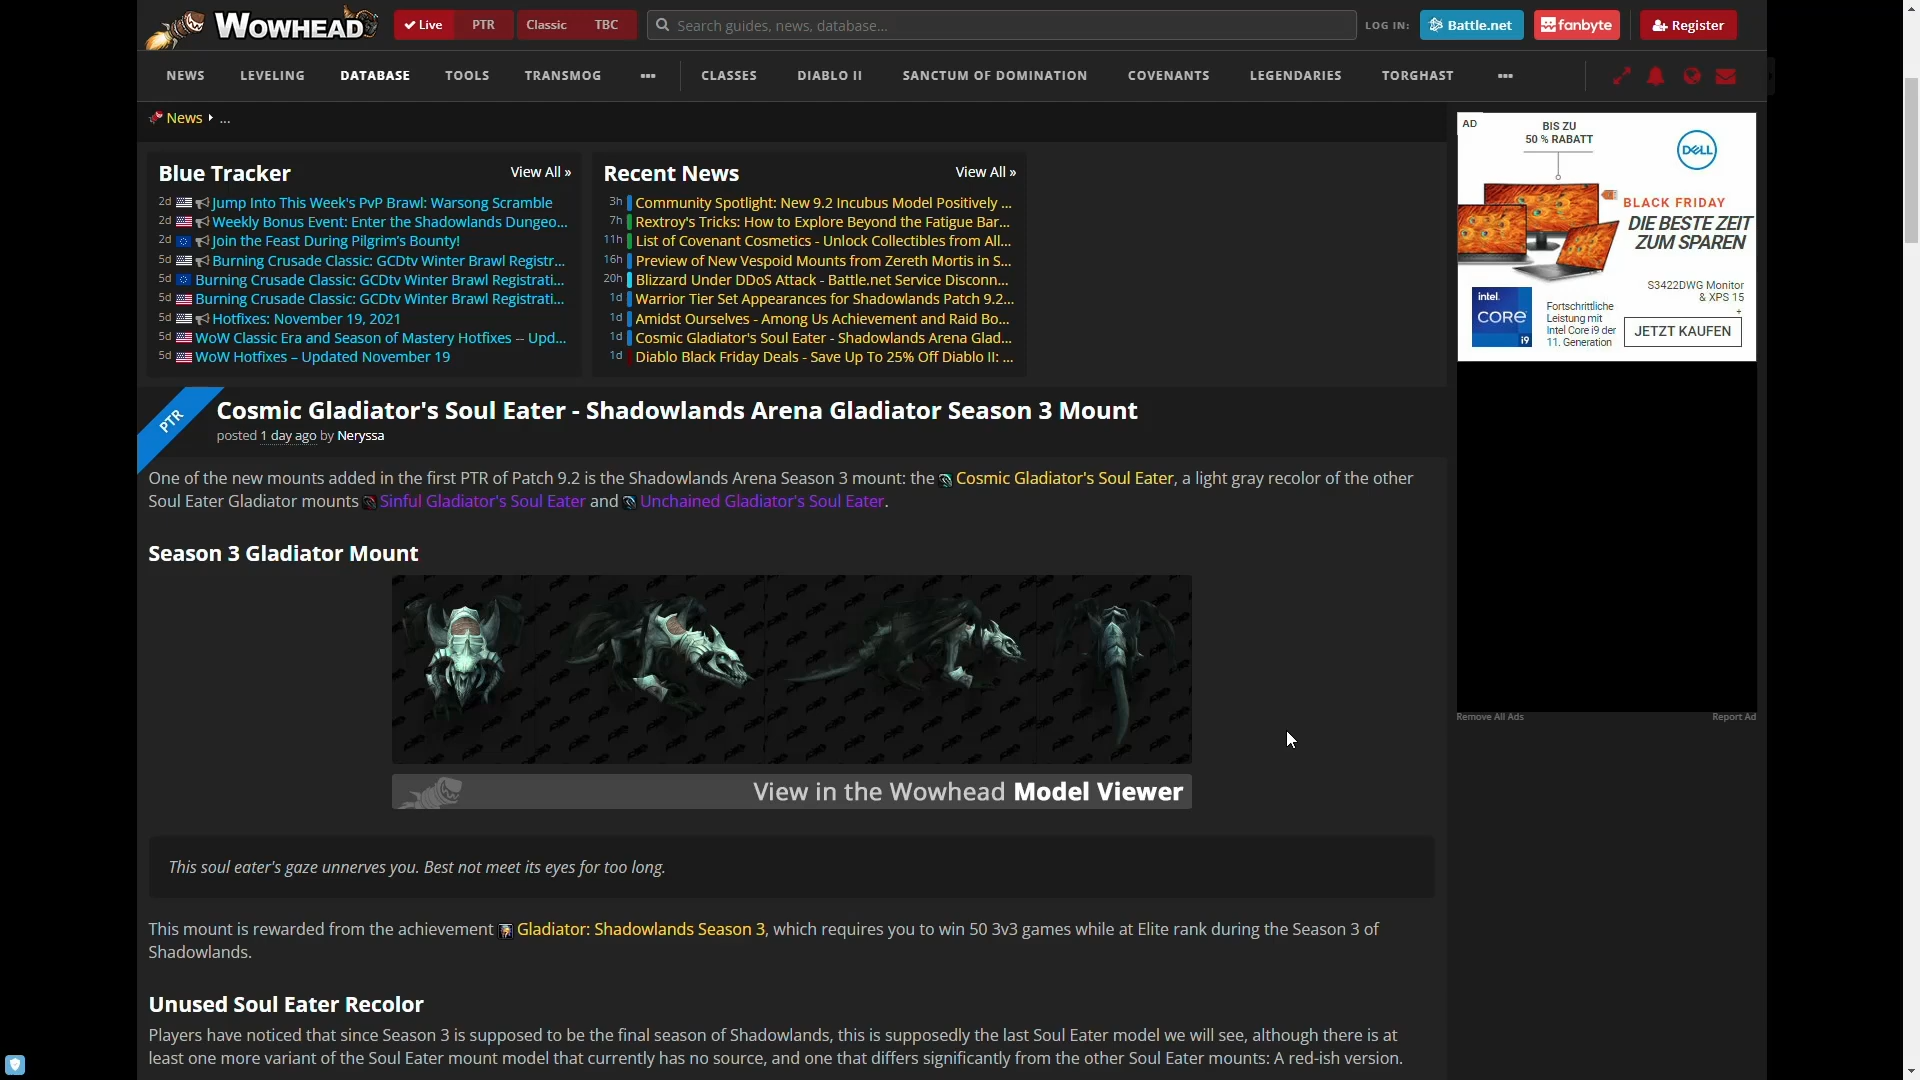 WOWHEAD
Live PTR Classic TBC
Search guides, news, database...
LOG IN: Battle.net fanbyte Register
NEWS LEVELING DATABASE TOOLS TRANSMOG ••• CLASSES DIABLO II SANCTUM OF DOMINATION COVENANTS LEGENDARIES TORGHAST •••
News ...
Blue Tracker View All »
2d Jump Into This Week's PvP Brawl: Warsong Scramble
2d Weekly Bonus Event: Enter the Shadowlands Dungeo...
2d Join the Feast During Pilgrim's Bounty!
5d Burning Crusade Classic: GCDtv Winter Brawl Registr...
5d Burning Crusade Classic: GCDtv Winter Brawl Registrati...
5d Burning Crusade Classic: GCDtv Winter Brawl Registrati...
5d Hotfixes: November 19, 2021
5d WoW Classic Era and Season of Mastery Hotfixes -- Upd...
5d WoW Hotfixes – Updated November 19
Recent News View All »
3h Community Spotlight: New 9.2 Incubus Model Positively ...
7h Rextroy's Tricks: How to Explore Beyond the Fatigue Bar...
11h List of Covenant Cosmetics - Unlock Collectibles from All...
16h Preview of New Vespoid Mounts from Zereth Mortis in S...
20h Blizzard Under DDoS Attack - Battle.net Service Disconn...
1d Warrior Tier Set Appearances for Shadowlands Patch 9.2...
1d Amidst Ourselves - Among Us Achievement and Raid Bo...
1d Cosmic Gladiator's Soul Eater - Shadowlands Arena Glad...
1d Diablo Black Friday Deals - Save Up To 25% Off Diablo II: ...
AD
BIS ZU
50 % RABATT
DELL
BLACK FRIDAY
DIE BESTE ZEIT
ZUM SPAREN
S3422DWG Monitor
& XPS 15
+
intel.
CORE
i9
Fortschrittliche
Leistung mit
Intel Core i9 der
11. Generation
JETZT KAUFEN
Remove All Ads Report Ad
PTR
Cosmic Gladiator's Soul Eater - Shadowlands Arena Gladiator Season 3 Mount
posted 1 day ago by Neryssa
One of the new mounts added in the first PTR of Patch 9.2 is the Shadowlands Arena Season 3 mount: the Cosmic Gladiator's Soul Eater, a light gray recolor of the other
Soul Eater Gladiator mounts Sinful Gladiator's Soul Eater and Unchained Gladiator's Soul Eater.
Season 3 Gladiator Mount
View in the Wowhead Model Viewer
This soul eater's gaze unnerves you. Best not meet its eyes for too long.
This mount is rewarded from the achievement Gladiator: Shadowlands Season 3, which requires you to win 50 3v3 games while at Elite rank during the Season 3 of
Shadowlands.
Unused Soul Eater Recolor
Players have noticed that since Season 3 is supposed to be the final season of Shadowlands, this is supposedly the last Soul Eater model we will see, although there is at
least one more variant of the Soul Eater mount model that currently has no source, and one that differs significantly from the other Soul Eater mounts: A red-ish version.